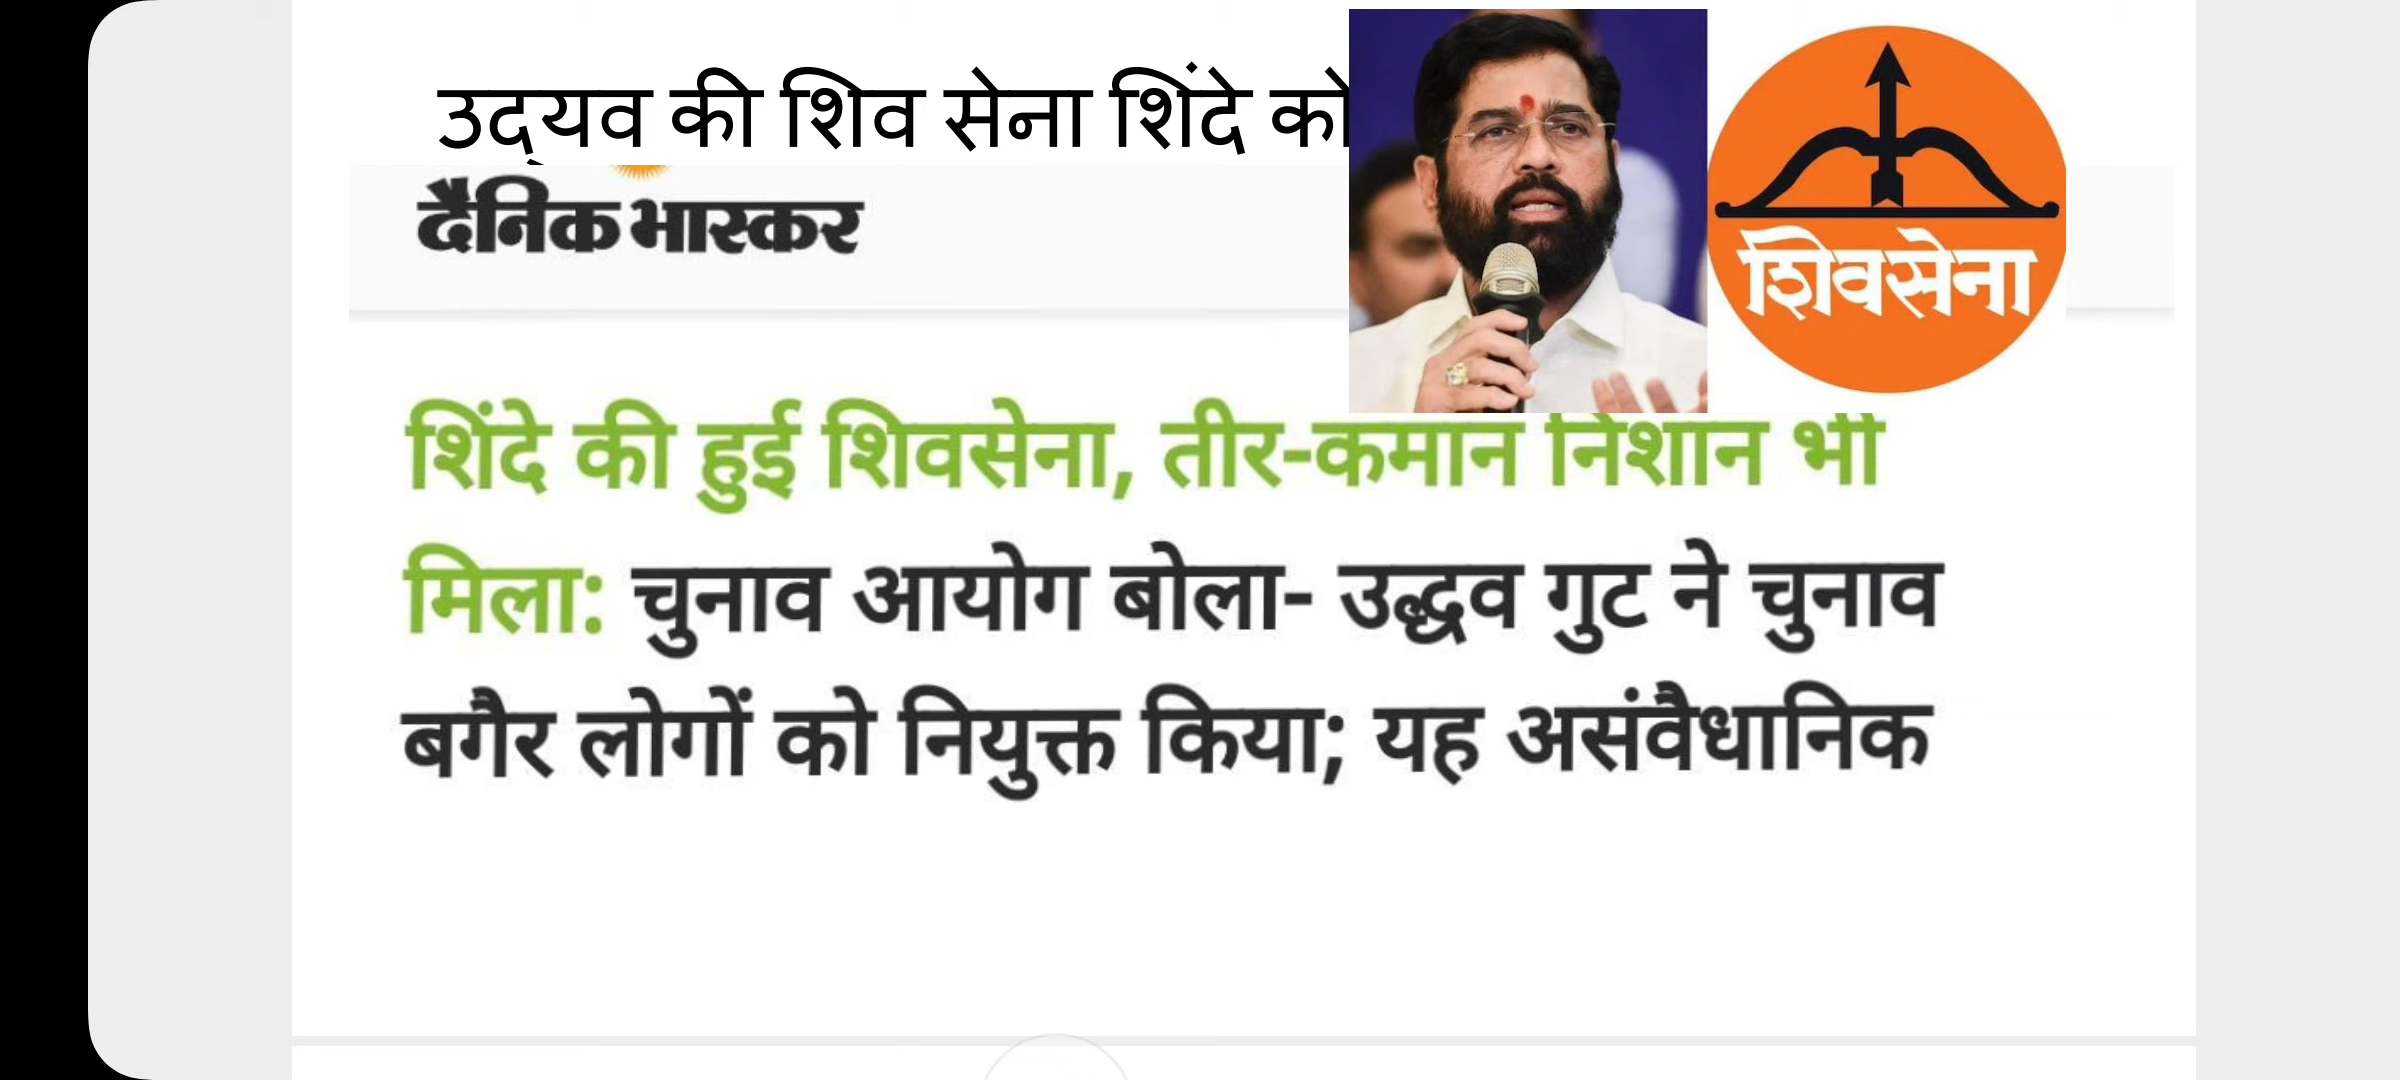 उद्‌यव की शिव सेना शिंदे को
दैनिक भास्कर
शिवसेना
शिंदे की हुई शिवसेना, तीर-कमान निशान भी
मिला: चुनाव आयोग बोला- उद्धव गुट ने चुनाव
बगैर लोगों को नियुक्त किया; यह असंवैधानिक